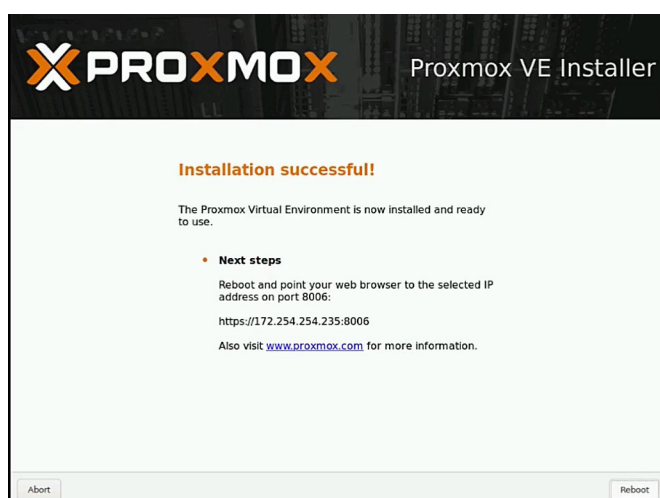 PROXMOX
Proxmox VE Installer
Installation successful!
The Proxmox Virtual Environment is now installed and ready
to use.
Next steps
Reboot and point your web browser to the selected IP
address on port 8006:
https://172.254.254.235:8006
Also visit www.proxmox.com for more information.
Abort
Reboot